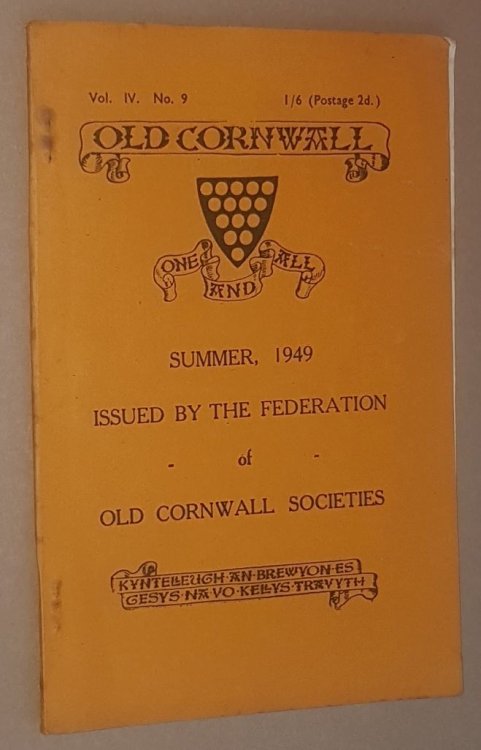 Vol. IV. No. 9 1/6 (Postage 2d.)
OLD CORNWALL
ONE AND ALL
SUMMER, 1949
ISSUED BY THE FEDERATION
- of -
OLD CORNWALL SOCIETIES
KYNTELLEUGH·AN·BREWYON·ES
GESYS·NA·VO·KELLYS·TRAVYTH